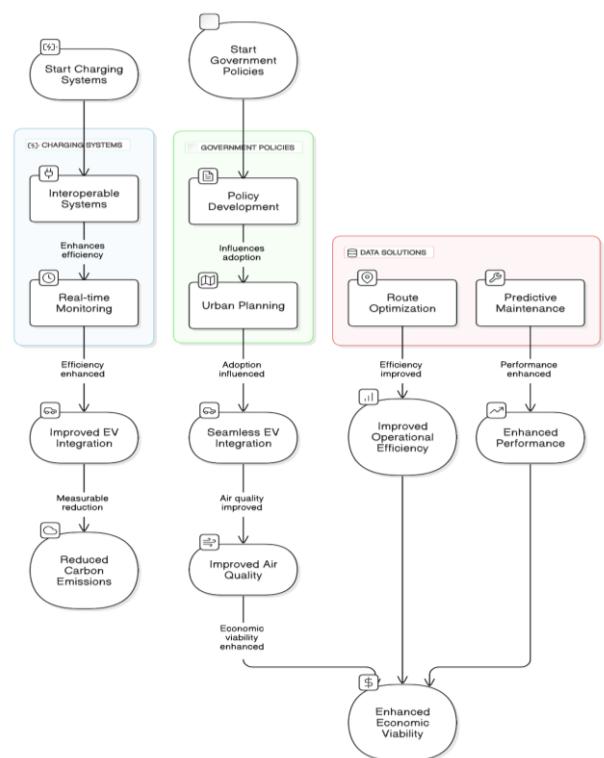 Start Charging
Systems
Start
Government
Policies
CHARGING SYSTEMS
Interoperable
Systems
Enhances
efficiency
Real-time
Monitoring
Efficiency
enhanced
Improved EV
Integration
Measurable
reduction
Reduced
Carbon
Emissions
GOVERNMENT POLICIES
Policy
Development
Influences
adoption
Urban Planning
Adoption
influenced
Seamless EV
Integration
Air quality
improved
Improved Air
Quality
Economic
viability
enhanced
DATA SOLUTIONS
Route
Optimization
Predictive
Maintenance
Efficiency
improved
Performance
enhanced
Improved
Operational
Efficiency
Enhanced
Performance
Enhanced
Economic
Viability